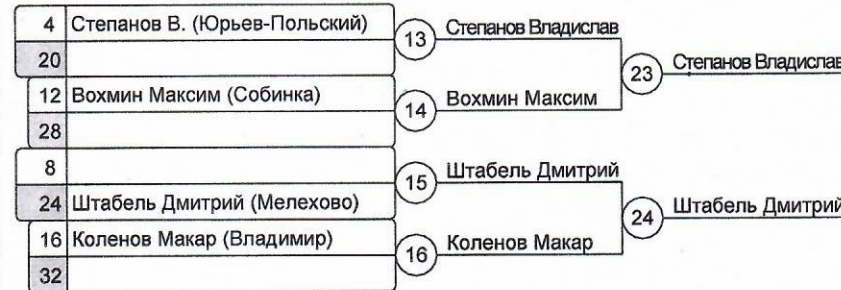 4 Степанов В. (Юрьев-Польский)
20
13 Степанов Владислав
12 Вохмин Максим (Собинка)
28
14 Вохмин Максим
23 Степанов Владислав
8
24 Штабель Дмитрий (Мелехово)
15 Штабель Дмитрий
16 Коленов Макар (Владимир)
32
16 Коленов Макар
24 Штабель Дмитрий